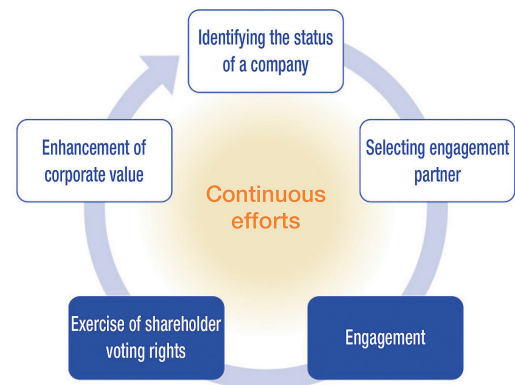 Identifying the status
of a company
Selecting engagement
partner
Engagement
Exercise of shareholder
voting rights
Enhancement of
corporate value
Continuous
efforts